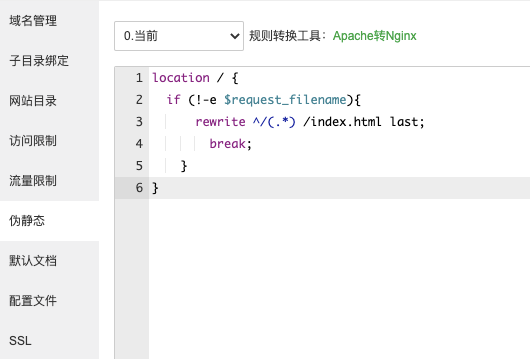 域名管理
子目录绑定
网站目录
访问限制
流量限制
伪静态
默认文档
配置文件
SSL
0.当前 规则转换工具：Apache转Nginx
1 location / {
2 if (!-e $request_filename){
3 rewrite ^/(.*) /index.html last;
4 break;
5 }
6 }